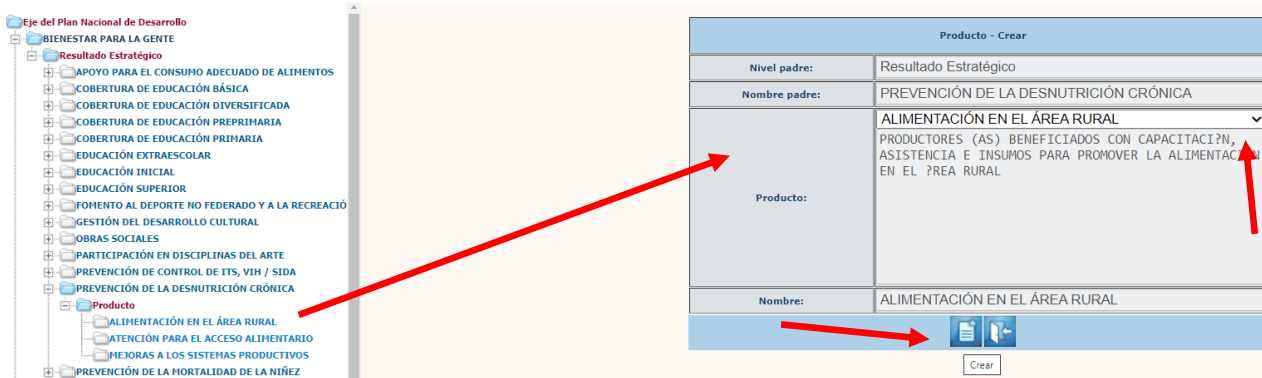 Eje del Plan Nacional de Desarrollo
BIENESTAR PARA LA GENTE
Resultado Estratégico
APOYO PARA EL CONSUMO ADECUADO DE ALIMENTOS
COBERTURA DE EDUCACIÓN BÁSICA
COBERTURA DE EDUCACIÓN DIVERSIFICADA
COBERTURA DE EDUCACIÓN PREPRIMARIA
COBERTURA DE EDUCACIÓN PRIMARIA
EDUCACIÓN EXTRAESCOLAR
EDUCACIÓN INICIAL
EDUCACIÓN SUPERIOR
FOMENTO AL DEPORTE NO FEDERADO Y A LA RECREACIÓ
GESTIÓN DEL DESARROLLO CULTURAL
OBRAS SOCIALES
PARTICIPACIÓN EN DISCIPLINAS DEL ARTE
PREVENCIÓN DE CONTROL DE ITS, VIH / SIDA
PREVENCIÓN DE LA DESNUTRICIÓN CRÓNICA
Producto
ALIMENTACIÓN EN EL ÁREA RURAL
ATENCIÓN PARA EL ACCESO ALIMENTARIO
MEJORAS A LOS SISTEMAS PRODUCTIVOS
PREVENCIÓN DE LA MORTALIDAD DE LA NIÑEZ
Producto - Crear
Nivel padre: Resultado Estratégico
Nombre padre: PREVENCIÓN DE LA DESNUTRICIÓN CRÓNICA
Producto:
ALIMENTACIÓN EN EL ÁREA RURAL
PRODUCTORES (AS) BENEFICIADOS CON CAPACITACI?N,
ASISTENCIA E INSUMOS PARA PROMOVER LA
EN EL ?REA RURAL
Nombre: ALIMENTACIÓN EN EL ÁREA RURAL
Crear